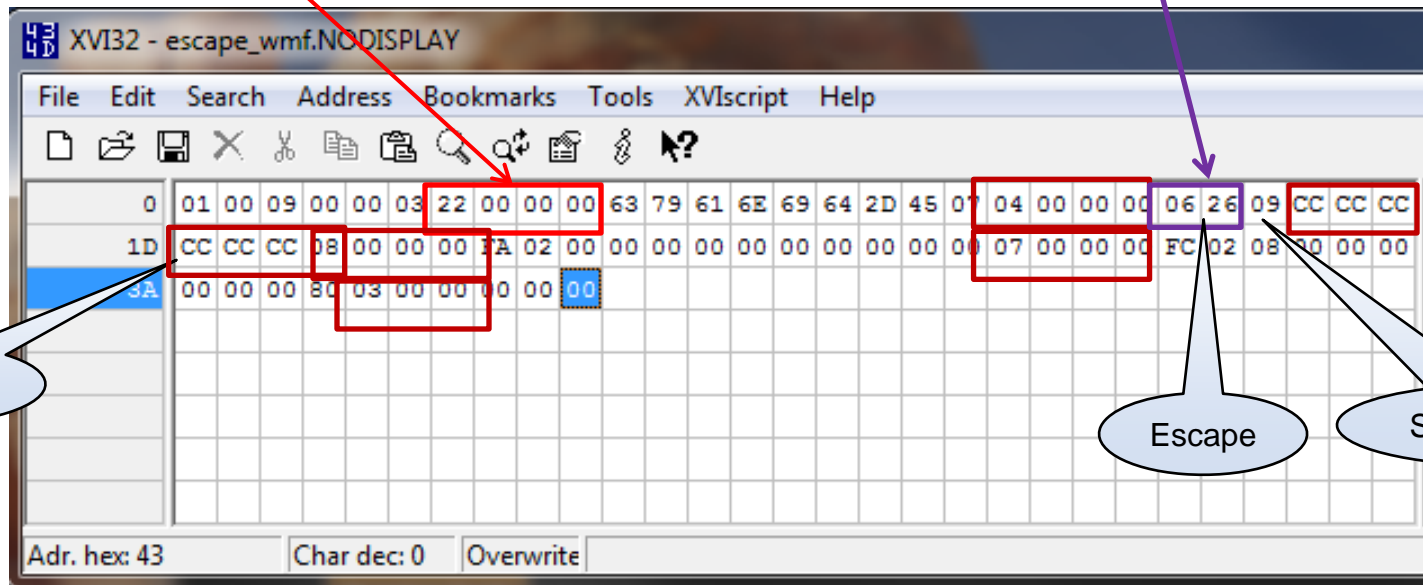 XVI32 - escape_wmf.NODISPLAY
File Edit Search Address Bookmarks Tools XVIscript Help
0 01 00 09 00 00 03 22 00 00 00 63 79 61 6E 69 64 2D 45 07 04 00 00 00 06 26 09 CC CC CC
1D CC CC CC 08 00 00 00 FA 02 00 00 00 00 00 00 00 00 00 00 07 00 00 00 FC 02 08 00 00 00
3A 00 00 00 80 03 00 00 00 00 00
Escape
S
Adr. hex: 43 Char dec: 0 Overwrite